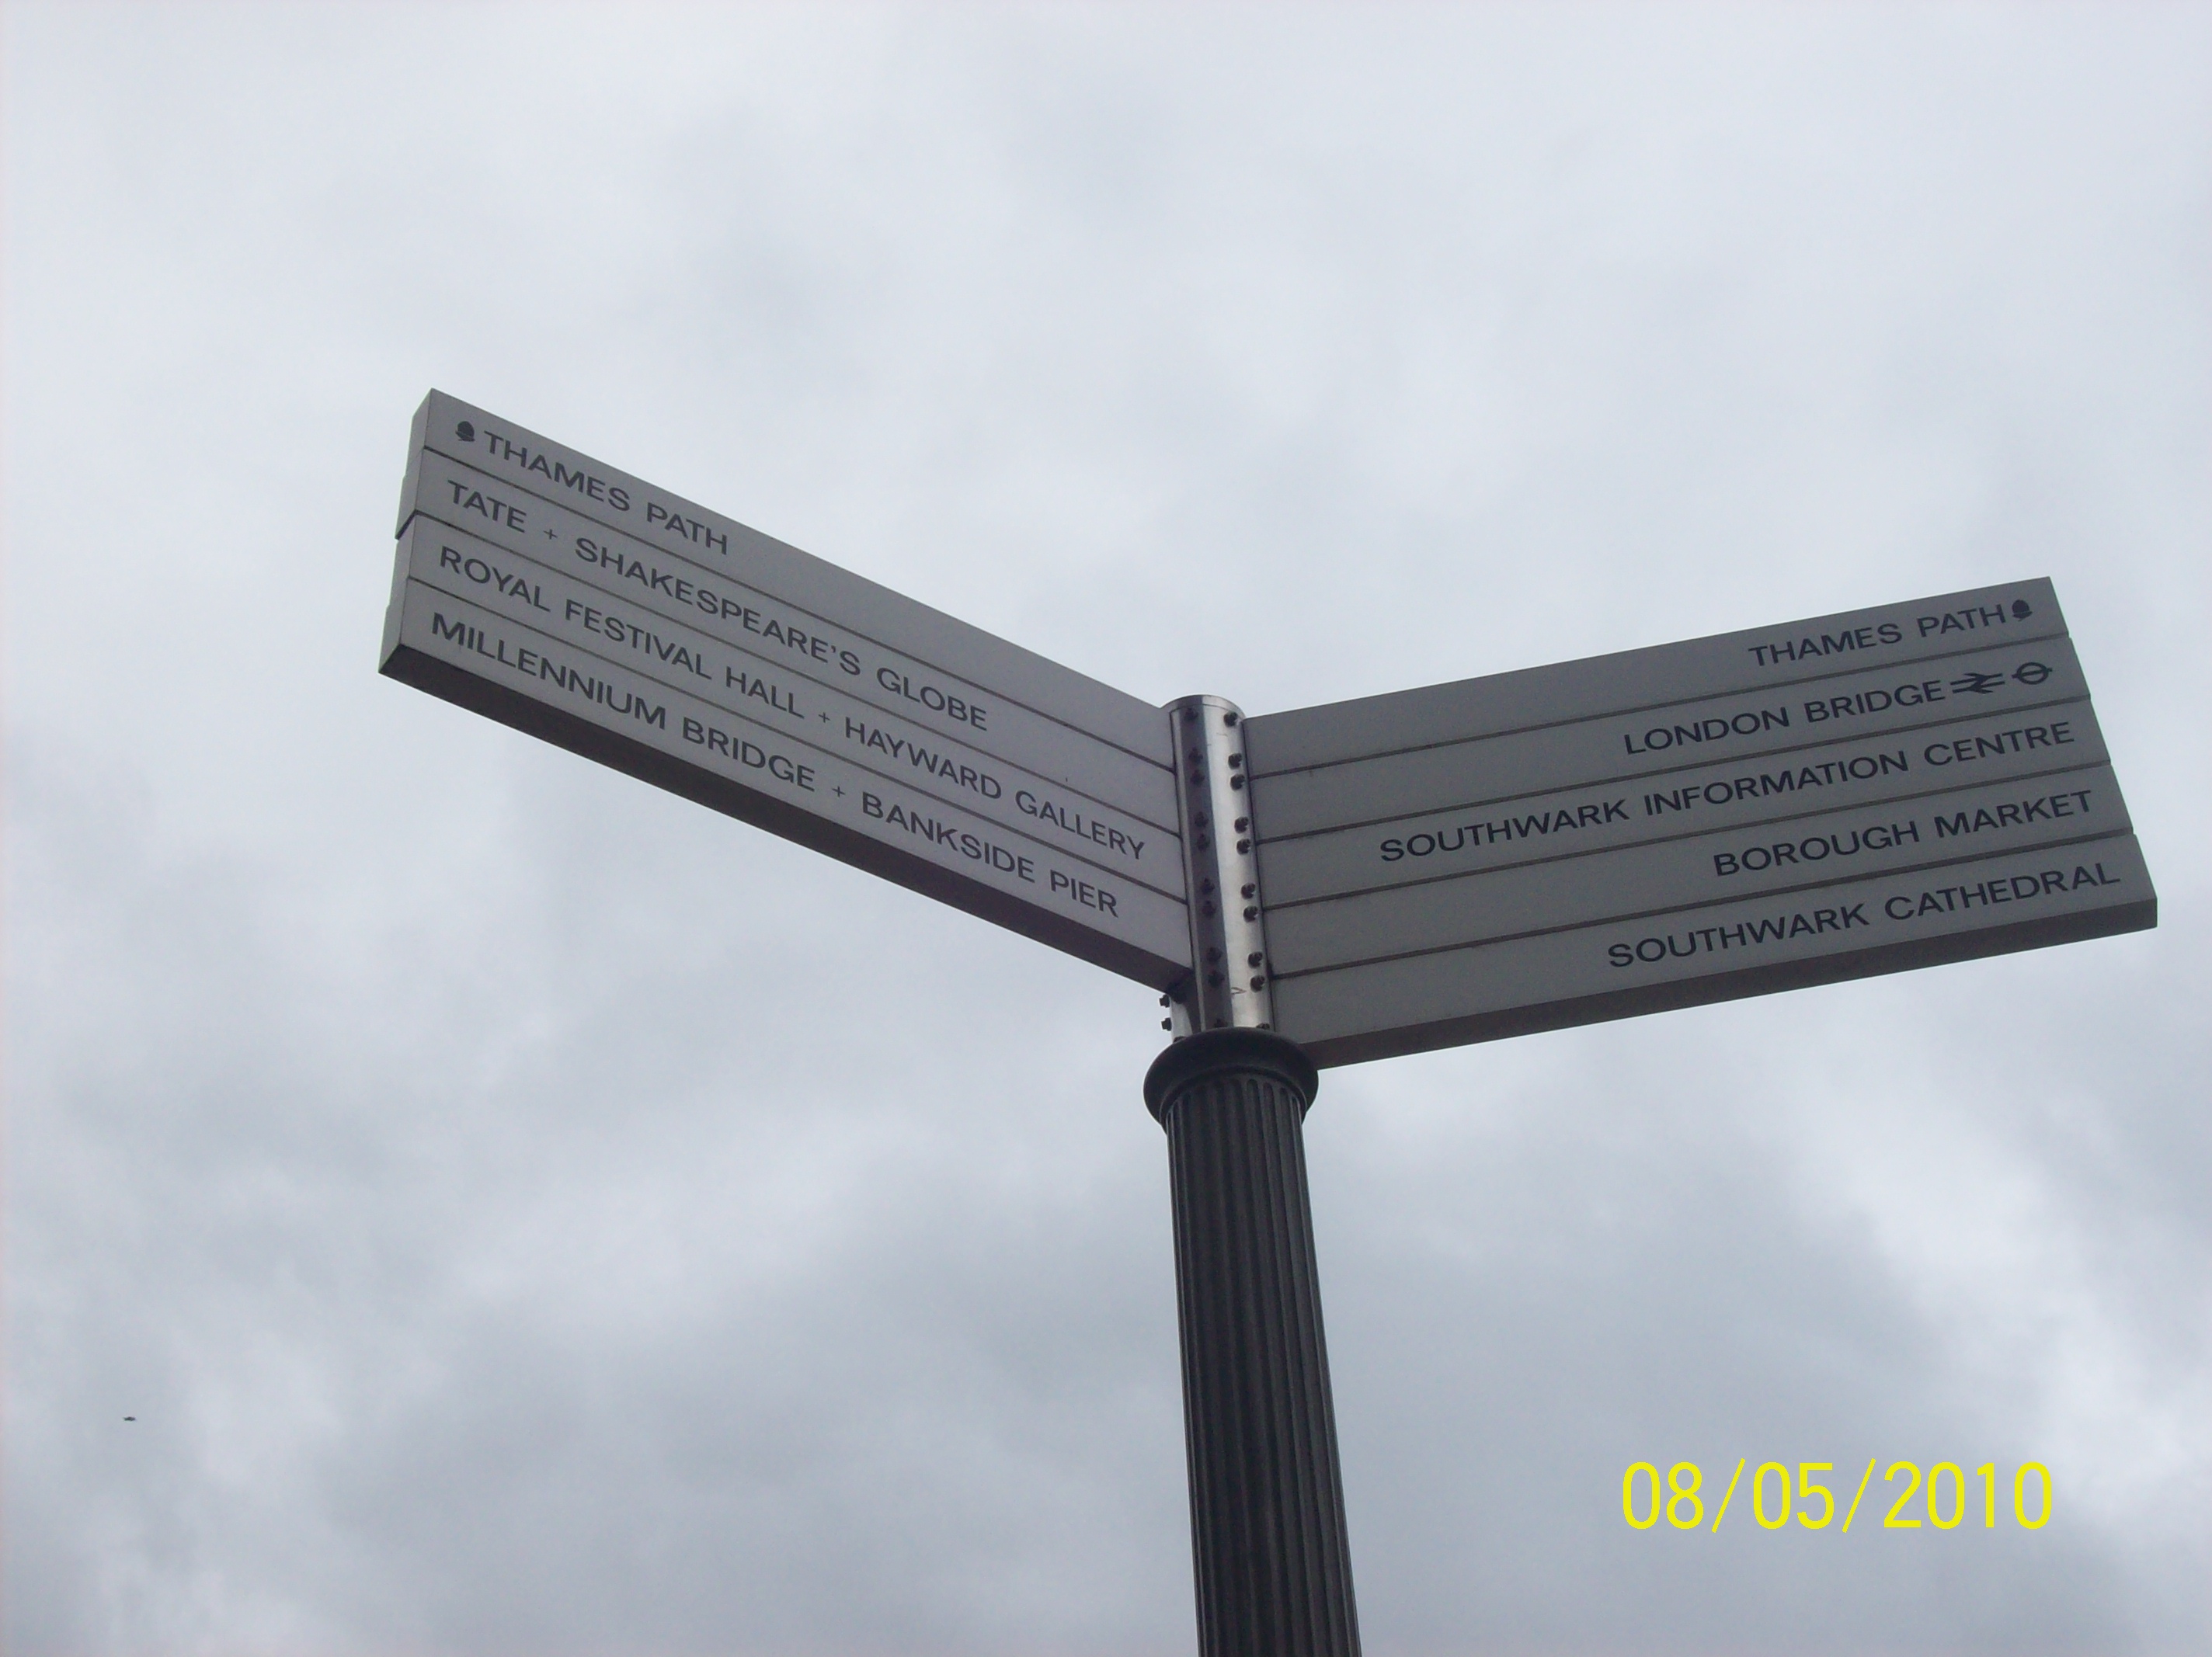 THAMES PATH
TATE + SHAKESPEARE'S GLOBE
ROYAL FESTIVAL HALL + HAYWARD GALLERY
MILLENNIUM BRIDGE + BANKSIDE PIER
THAMES PATH
LONDON BRIDGE
SOUTHWARK INFORMATION CENTRE
BOROUGH MARKET
SOUTHWARK CATHEDRAL
08/05/2010